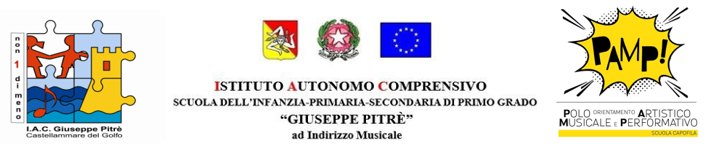 non 1 di meno
I.A.C. Giuseppe Pitrè
Castellammare del Golfo
ISTITUTO AUTONOMO COMPRENSIVO
SCUOLA DELL'INFANZIA-PRIMARIA-SECONDARIA DI PRIMO GRADO
“GIUSEPPE PITRÈ”
ad Indirizzo Musicale
PAMP!
POLO ORIENTAMENTO ARTISTICO
MUSICALE E PERFORMATIVO
SCUOLA CAPOFILA